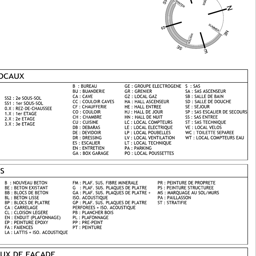 N
OCAUX
SS2 : 2e SOUS-SOL
SS1 : 1er SOUS-SOL
0.X : REZ-DE-CHAUSSEE
1.X : 1er ETAGE
2.X : 2e ETAGE
3.X : 3e ETAGE
B : BUREAU
BU : BUANDERIE
CA : CAVE
CC : COULOIR CAVES
CF : CHAUFFERIE
CO : COULOIR
CH : CHAMBRE
CU : CUISINE
DB : DEBARAS
DE : DEVIDOIR
DR : DRESSING
ES : ESCALIER
EN : ENTRETIEN
GA : BOX GARAGE
GE : GROUPE ELECTROGENE
GR : GRENIER
GZ : LOCAL GAZ
HA : HALL ASCENSEUR
HE : HALL ENTREE
HJ : HALL DE JOUR
HN : HALL DE NUIT
LC : LOCAL COMPTEURS
LE : LOCAL ELECTRIQUE
LP : LOCAL POUBELLES
LV : LOCAL VENTILATION
LT : LOCAL TECHNIQUE
PA : PARKING
PO : LOCAL POUSSETTES
S : SAS
SA : SAS ASCENSEUR
SB : SALLE DE BAIN
SD : SALLE DE DOUCHE
SE : SEJOUR
SP : SAS ESCALIER DE SECOURS
SS : SAS ENTREE
ST : SAS TECHNIQUE
VE : LOCAL VELOS
WC : TOILETTE SEPAREE
WT : LOCAL COMPTEURS EAU
S
B : NOUVEAU BETON
BE : BETON EXISTANT
BB : BLOCS DE BETON
BL : BETON LISSE
BP : BLOCS DE PLATRE
CA : CARRELAGE
CL : CLOISON LEGERE
EN : ENDUIT (PLAFONNAGE)
EP : PEINTURE EPOXY
FA : FAIENCES
LA : LATTIS + ISO. ACOUSTIQUE
FM : PLAF. SUS. FIBRE MINERALE
G : PLAF. SUS. PLAQUES DE PLATRE
GA : PLAF. SUS. PLAQUES DE PLATRE +
ISO. ACOUSTIQUE
GP : PLAF. SUS. PLAQUES DE PLATRE
PERFOREES + ISO. ACOUSTIQUE
PB : PLANCHER BOIS
PL : PLAFONNAGE
PP : PRE-PEINT
PT : PEINTURE
PR : PEINTURE DE PROPRETE
PS : PEINTURE STRUCTUREE
MS : MARQUAGE AU SOL/MURS
PA : PAILLASSON
ST : STRATIFIE
UX DE FACADE